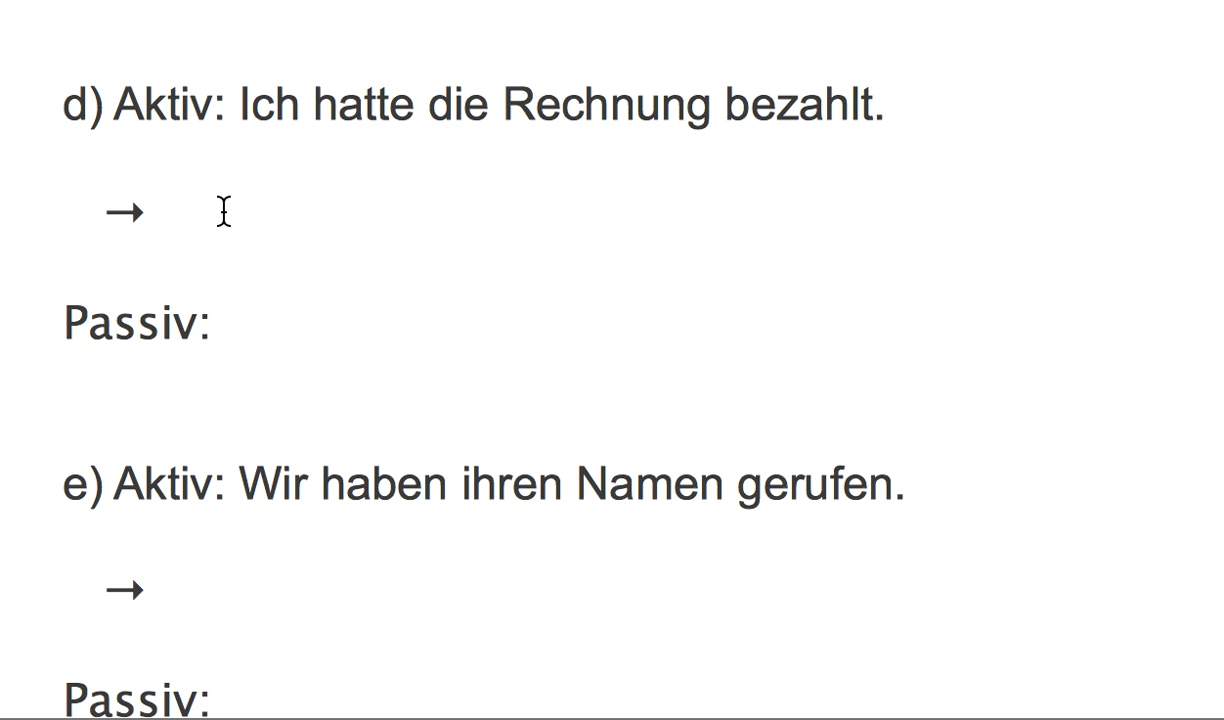 d) Aktiv: Ich hatte die Rechnung bezahlt.
→
Passiv:
e) Aktiv: Wir haben ihren Namen gerufen.
→
Passiv: